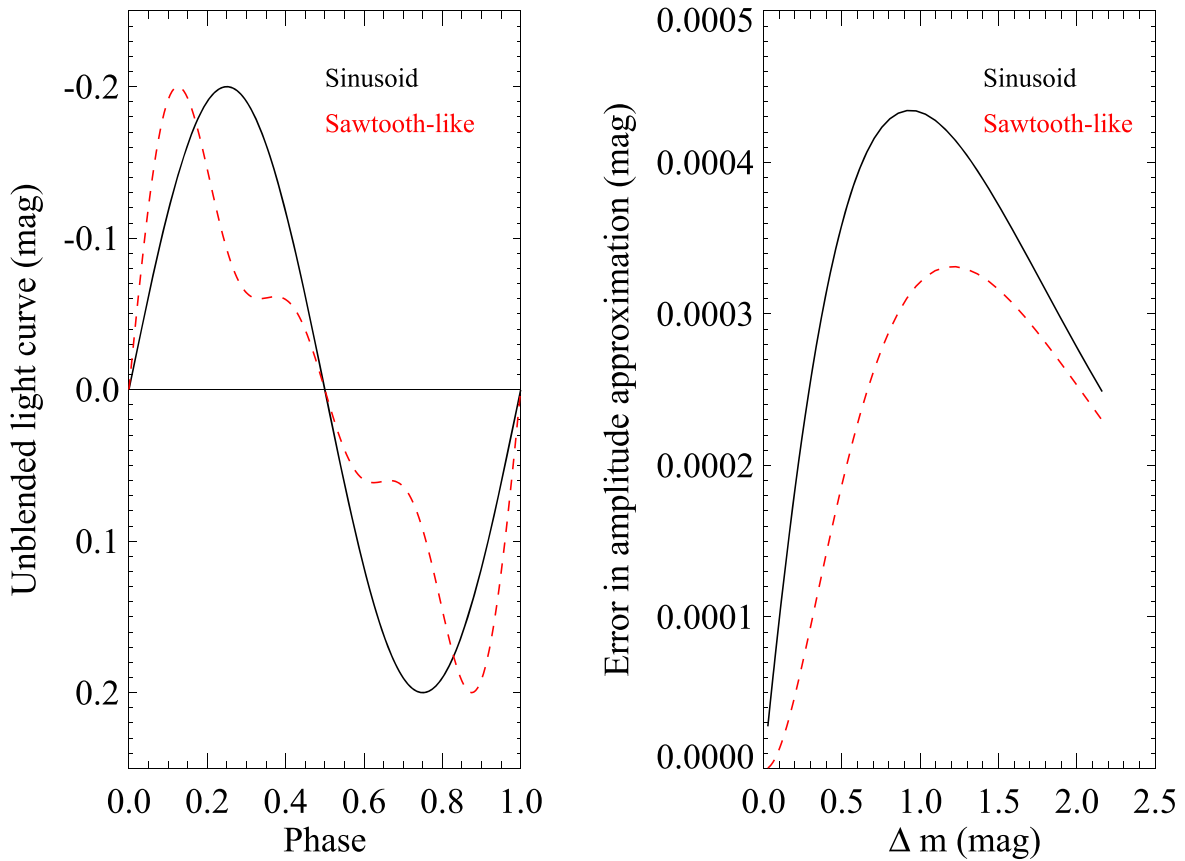 Unblended light curve (mag)
-0.2
-0.1
0.0
0.1
0.2
Sinusoid
Sawtooth-like
0.0 0.2 0.4 0.6 0.8 1.0
Phase
Error in amplitude approximation (mag)
0.0005
0.0004
0.0003
0.0002
0.0001
0.0000
Sinusoid
Sawtooth-like
0.0 0.5 1.0 1.5 2.0 2.5
Δ m (mag)